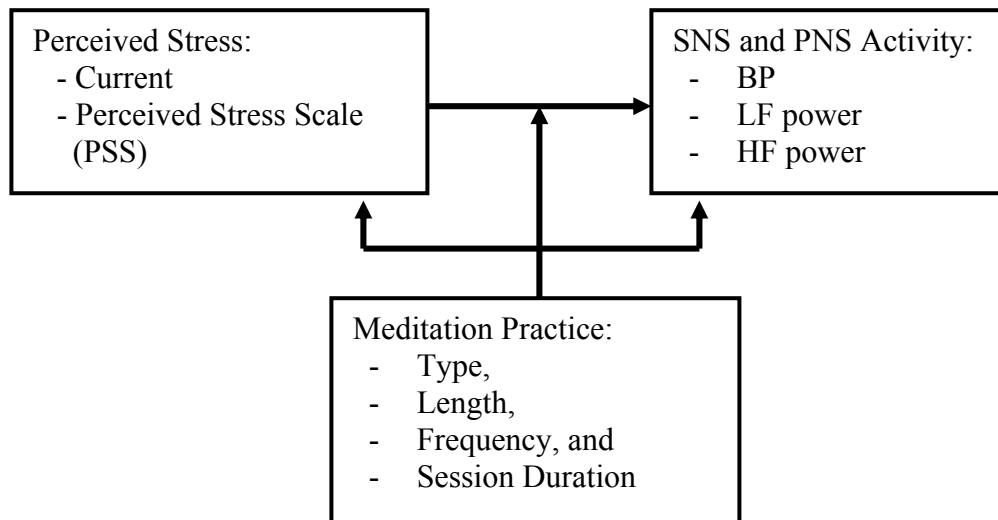 Perceived Stress:
- Current
- Perceived Stress Scale
(PSS)
SNS and PNS Activity:
- BP
- LF power
- HF power
Meditation Practice:
- Type,
- Length,
- Frequency, and
- Session Duration